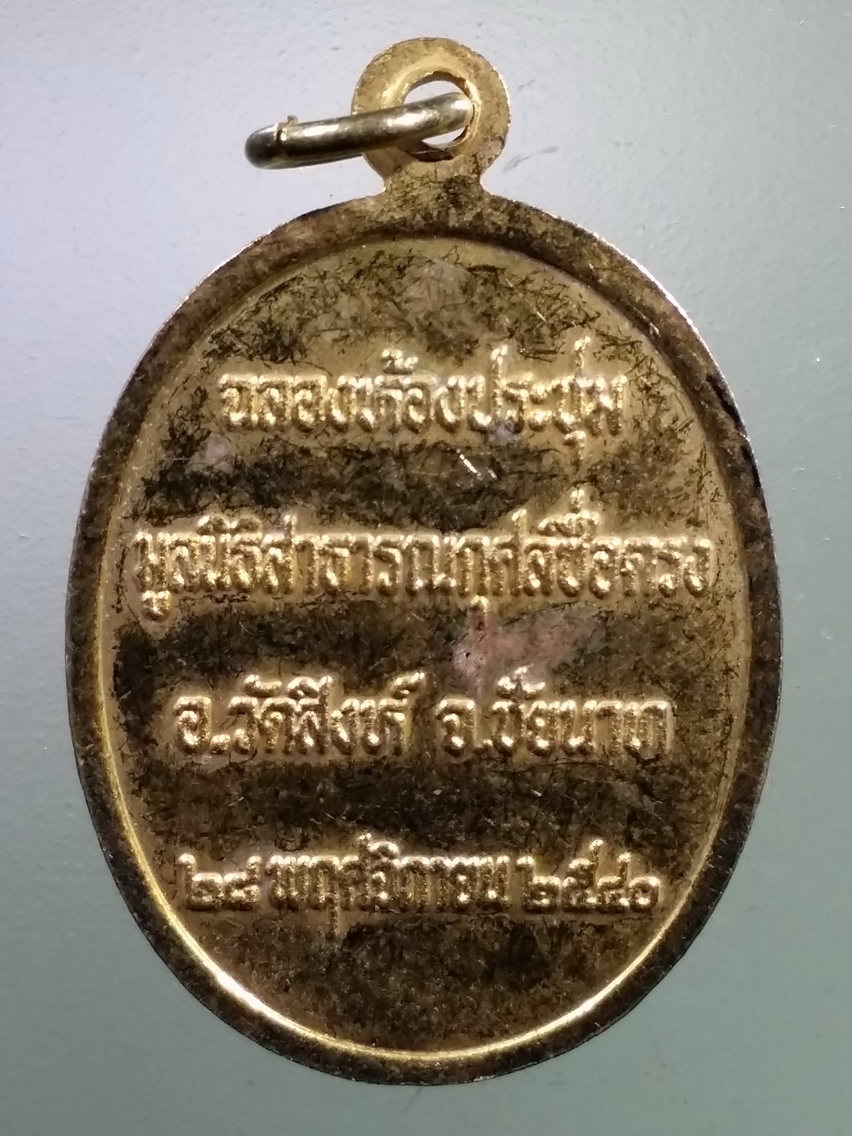 ฉลองห้องประชุม
มูลนิธิสาธารณกุศลซื่อตรง
อ.วัดสิงห์ จ.ชัยนาท
๒๘ พฤศจิกายน ๒๕๔๐